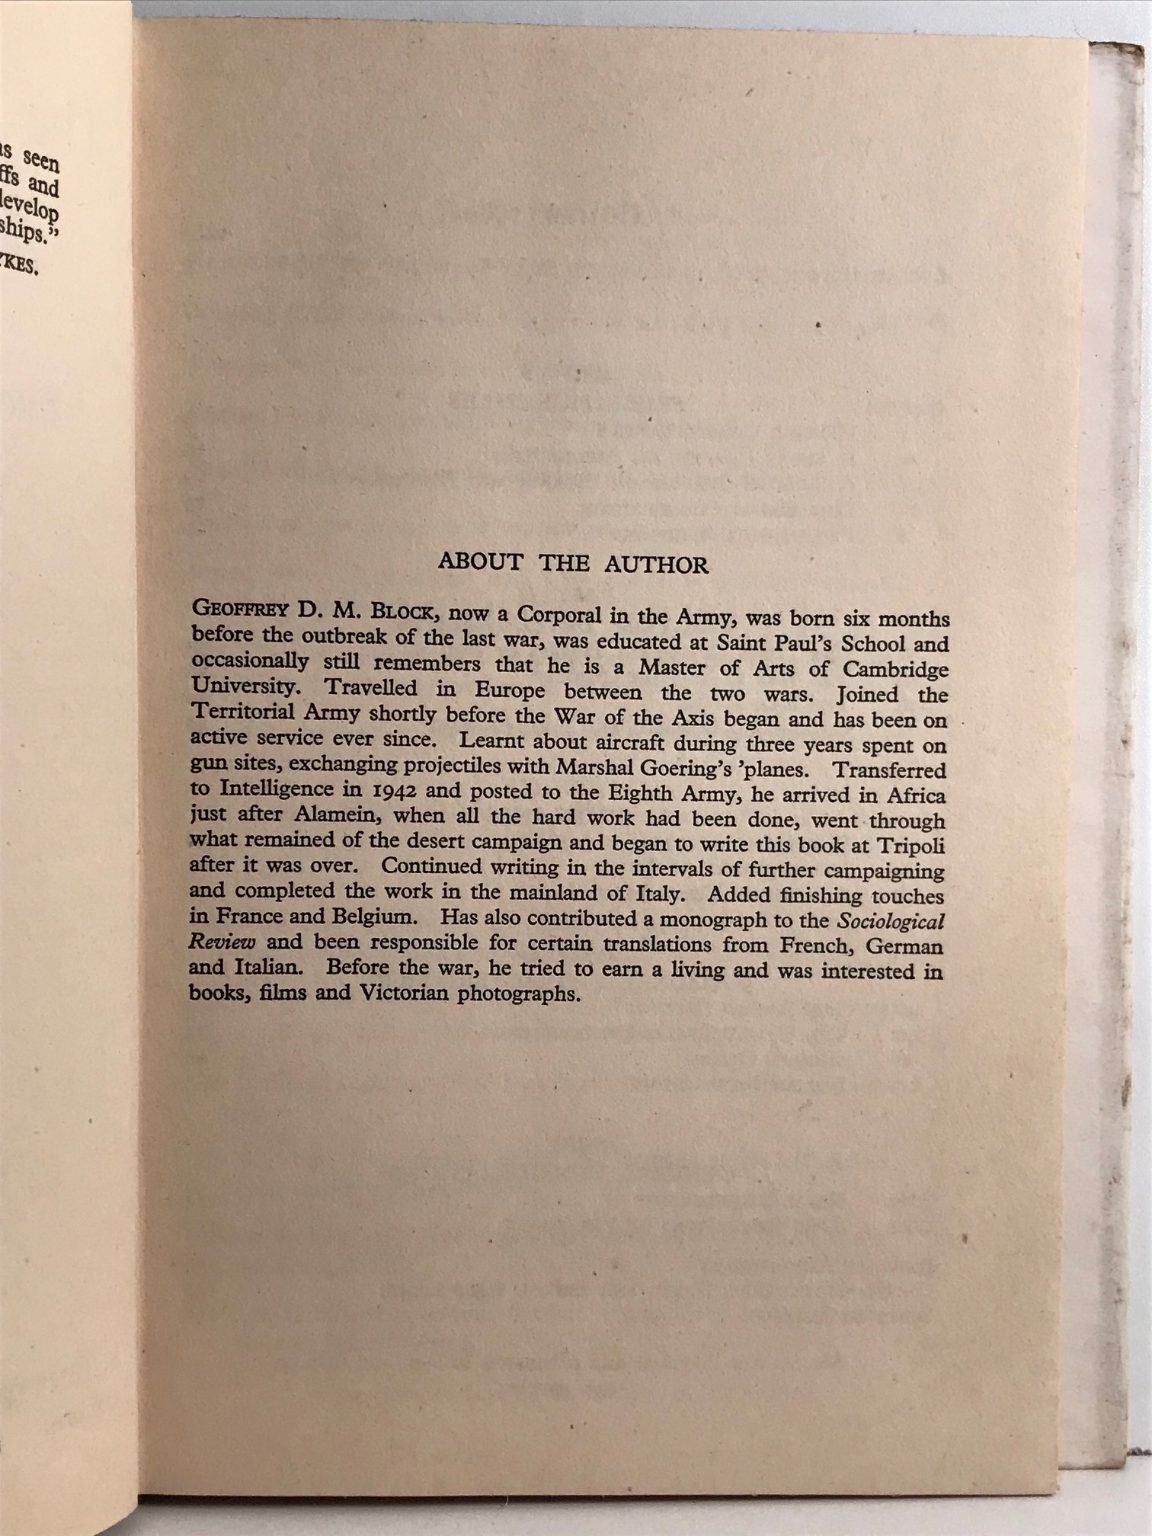 seen
and
ships."
ABOUT THE AUTHOR
GEOFFREY D. M. BLOCK, now a Corporal in the Army, was born six months
before the outbreak of the last war, was educated at Saint Paul's School and
occasionally still remembers that he is a Master of Arts of Cambridge
University. Travelled in Europe between the two wars. Joined the
Territorial Army shortly before the War of the Axis began and has been on
active service ever since. Learnt about aircraft during three years spent on
gun sites, exchanging projectiles with Marshal Goering's 'planes. Transferred
to Intelligence in 1942 and posted to the Eighth Army, he arrived in Africa
just after Alamein, when all the hard work had been done, went through
what remained of the desert campaign and began to write this book at Tripoli
after it was over. Continued writing in the intervals of further campaigning
and completed the work in the mainland of Italy. Added finishing touches
in France and Belgium. Has also contributed a monograph to the Sociological
Review and been responsible for certain translations from French, German
and Italian. Before the war, he tried to earn a living and was interested in
books, films and Victorian photographs.